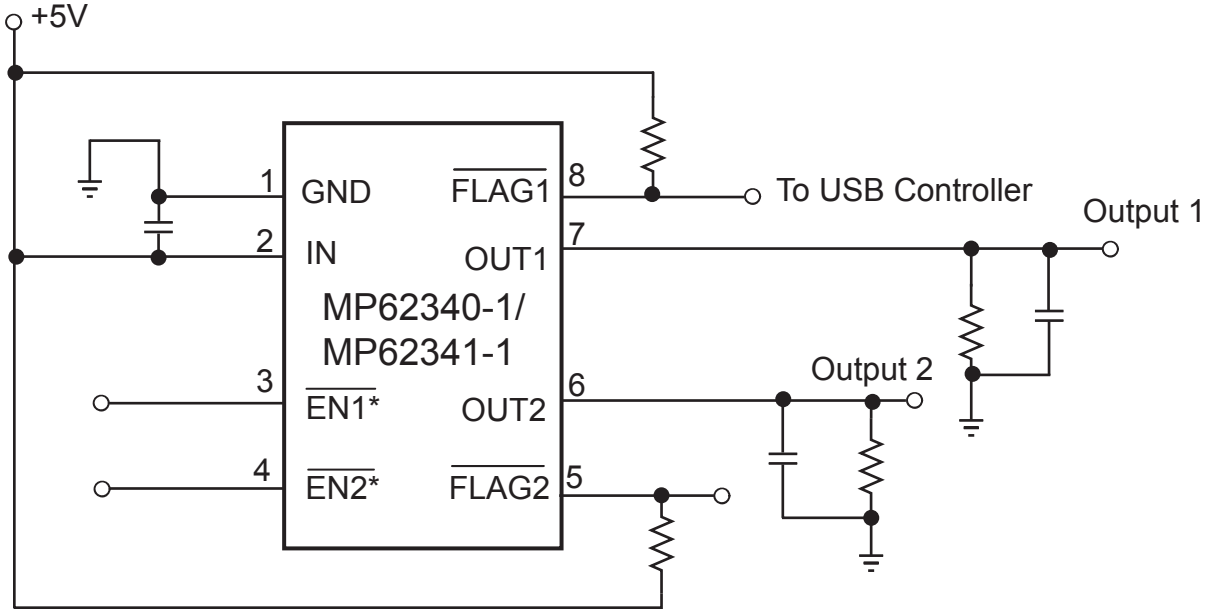 +5V
1 GND
FLAG1 8
To USB Controller
Output 1
2 IN
OUT1 7
MP62340-1/
MP62341-1
Output 2
3 EN1*
OUT2 6
4 EN2*
FLAG2 5